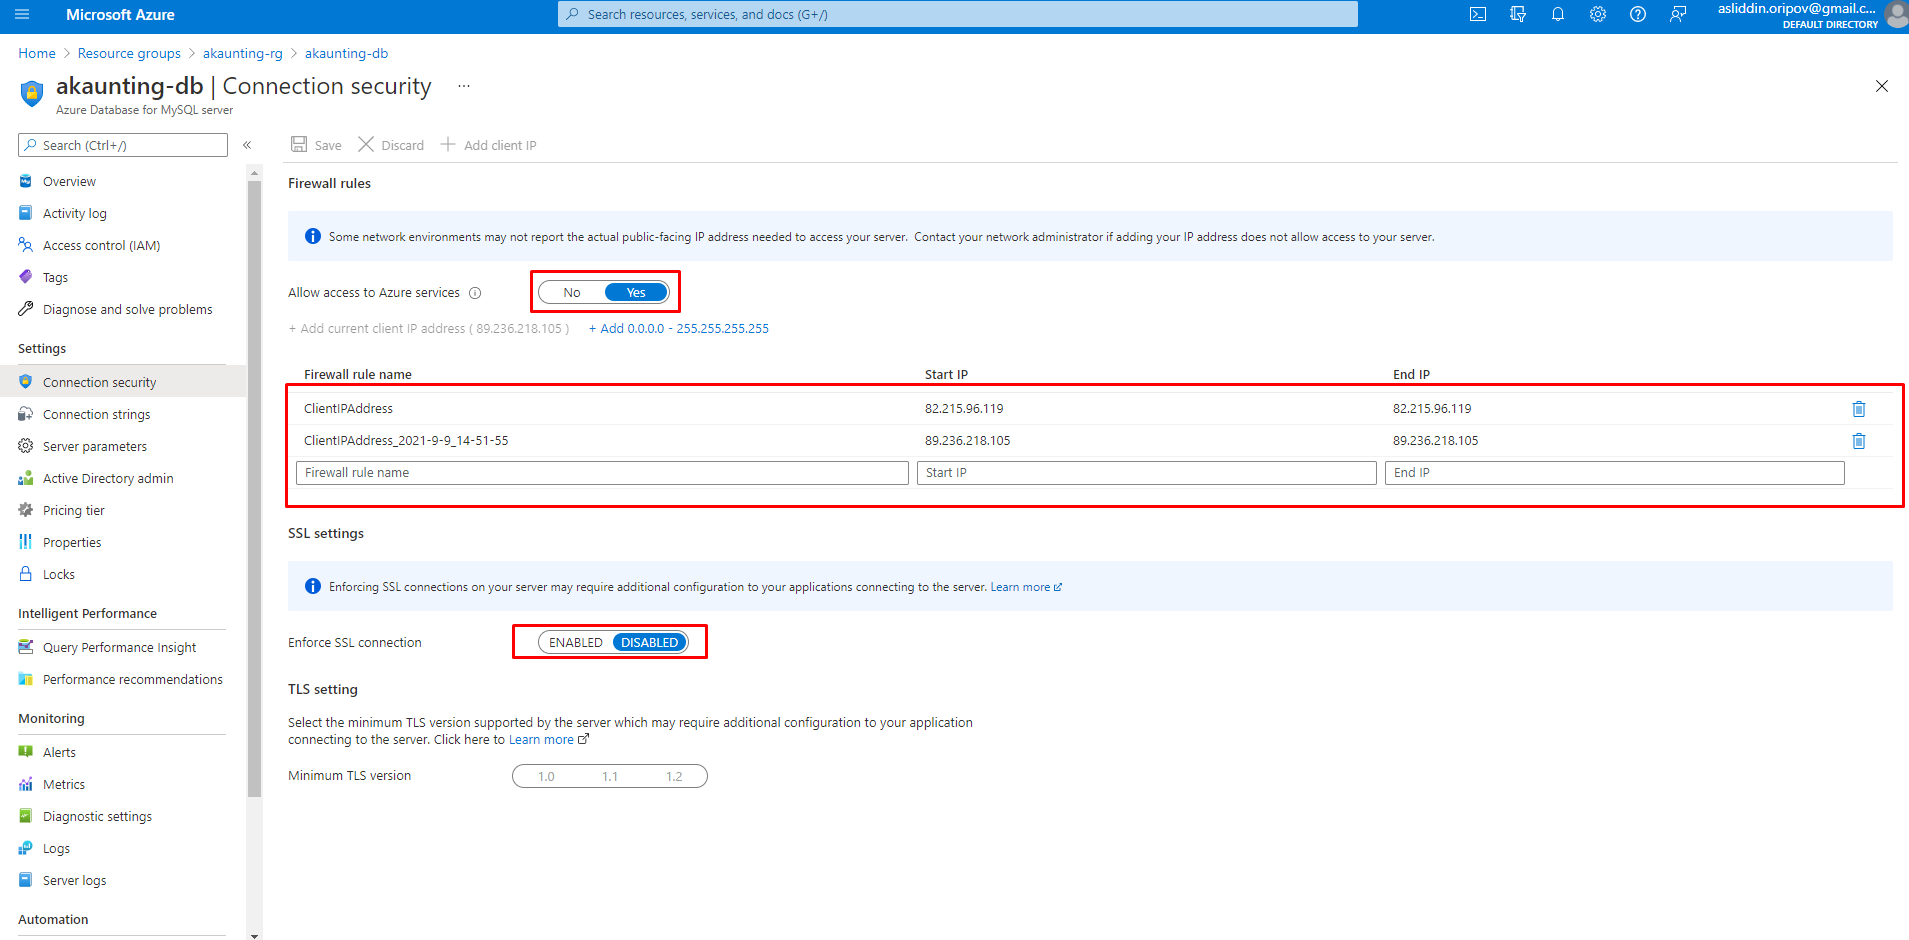 Microsoft Azure
Search resources, services, and docs (G+/)
asliddin.oripov@gmail.c...
DEFAULT DIRECTORY
Home > Resource groups > akaunting-rg > akaunting-db
akaunting-db | Connection security ...
Azure Database for MySQL server
Search (Ctrl+/)
«
Save
Discard
Add client IP
Overview
Activity log
Access control (IAM)
Tags
Diagnose and solve problems
Settings
Connection security
Connection strings
Server parameters
Active Directory admin
Pricing tier
Properties
Locks
Intelligent Performance
Query Performance Insight
Performance recommendations
Monitoring
Alerts
Metrics
Diagnostic settings
Logs
Server logs
Automation
Firewall rules
Some network environments may not report the actual public-facing IP address needed to access your server.  Contact your network administrator if adding your IP address does not allow access to your server.
Allow access to Azure services
No Yes
+ Add current client IP address ( 89.236.218.105 )
+ Add 0.0.0.0 - 255.255.255.255
Firewall rule name Start IP End IP
ClientIPAddress 82.215.96.119 82.215.96.119
ClientIPAddress_2021-9-9_14-51-55 89.236.218.105 89.236.218.105
Firewall rule name Start IP End IP
SSL settings
Enforcing SSL connections on your server may require additional configuration to your applications connecting to the server. Learn more
Enforce SSL connection ENABLED DISABLED
TLS setting
Select the minimum TLS version supported by the server which may require additional configuration to your application
connecting to the server. Click here to Learn more
Minimum TLS version 1.0 1.1 1.2